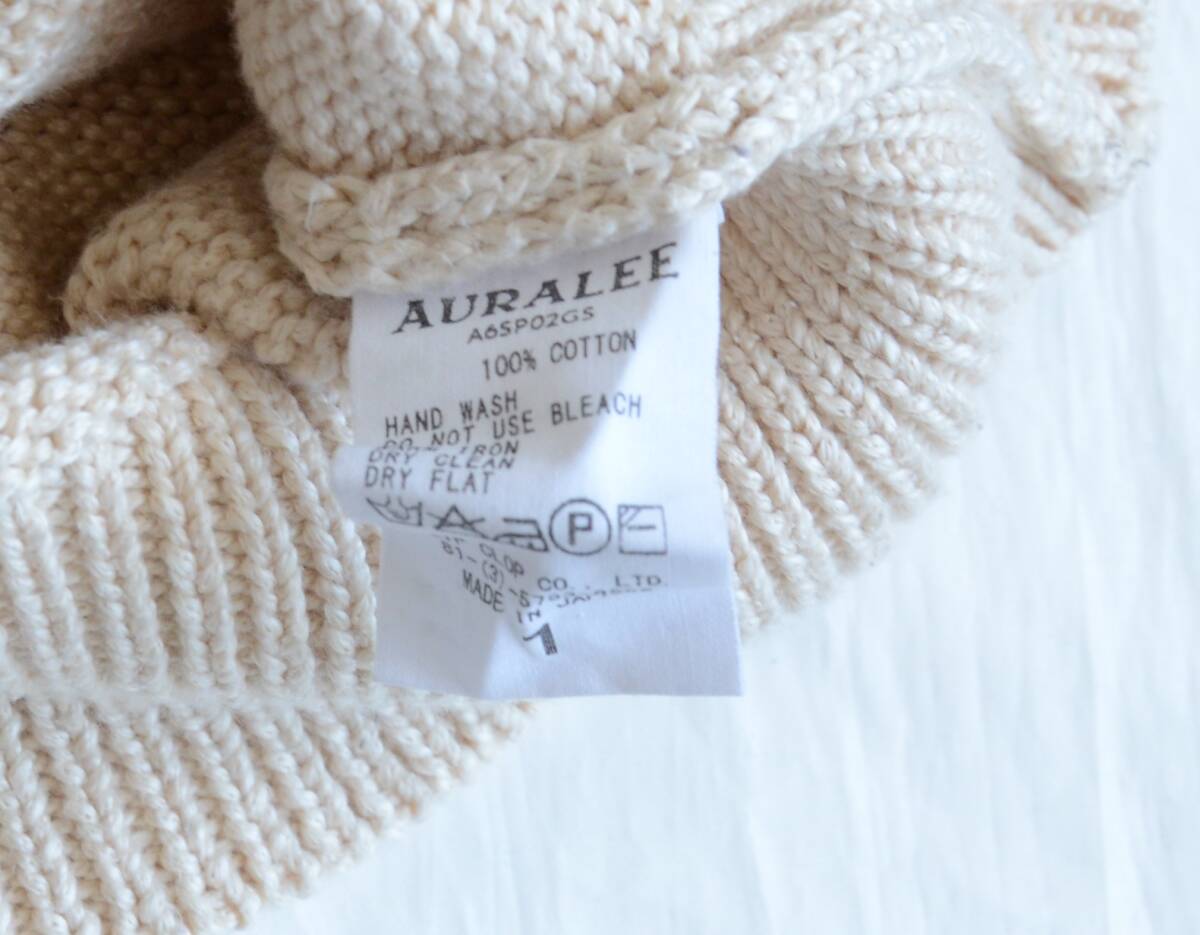 AURALEE
A6SP02GS
100% COTTON
HAND WASH
DO NOT USE BLEACH
IRON
DRY CLEAN
DRY FLAT
P
CO., LTD.
MADE IN JAPAN
1